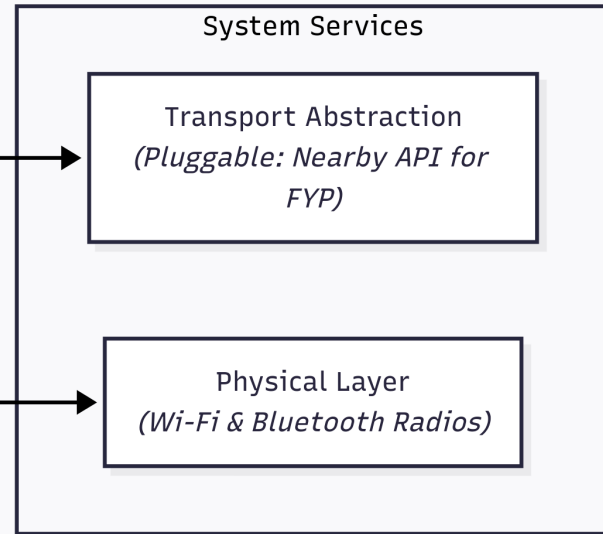 System Services
Transport Abstraction
(Pluggable: Nearby API for
FYP)
Physical Layer
(Wi-Fi & Bluetooth Radios)